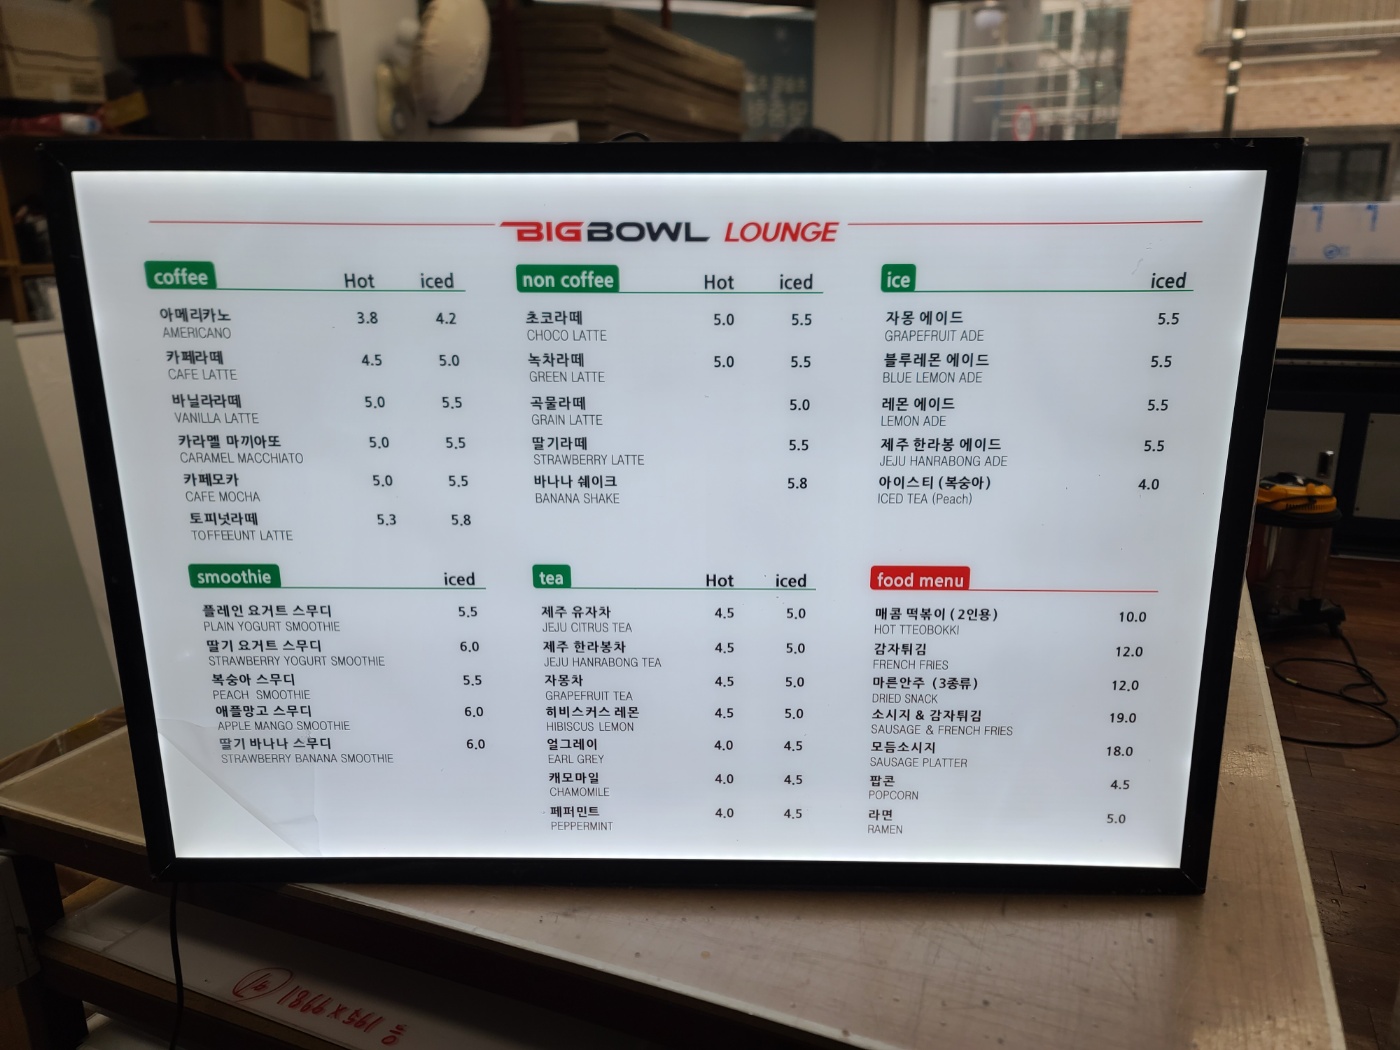 BIGBOWL LOUNGE
coffee Hot iced
아메리카노 3.8 4.2
AMERICANO
카페라떼 4.5 5.0
CAFE LATTE
바닐라라떼 5.0 5.5
VANILLA LATTE
카라멜 마끼아또 5.0 5.5
CARAMEL MACCHIATO
카페모카 5.0 5.5
CAFE MOCHA
토피넛라떼 5.3 5.8
TOFFEEUNT LATTE
non coffee Hot iced
초코라떼 5.0 5.5
CHOCO LATTE
녹차라떼 5.0 5.5
GREEN LATTE
곡물라떼 5.0
GRAIN LATTE
딸기라떼 5.5
STRAWBERRY LATTE
바나나 쉐이크 5.8
BANANA SHAKE
ice iced
자몽 에이드 5.5
GRAPEFRUIT ADE
블루레몬 에이드 5.5
BLUE LEMON ADE
레몬 에이드 5.5
LEMON ADE
제주 한라봉 에이드 5.5
JEJU HANRABONG ADE
아이스티 (복숭아) 4.0
ICED TEA (Peach)
smoothie iced
플레인 요거트 스무디 5.5
PLAIN YOGURT SMOOTHIE
딸기 요거트 스무디 6.0
STRAWBERRY YOGURT SMOOTHIE
복숭아 스무디 5.5
PEACH SMOOTHIE
애플망고 스무디 6.0
APPLE MANGO SMOOTHIE
딸기 바나나 스무디 6.0
STRAWBERRY BANANA SMOOTHIE
tea Hot iced
제주 유자차 4.5 5.0
JEJU CITRUS TEA
제주 한라봉차 4.5 5.0
JEJU HANRABONG TEA
자몽차 4.5 5.0
GRAPEFRUIT TEA
히비스커스 레몬 4.5 5.0
HIBISCUS LEMON
얼그레이 4.0 4.5
EARL GREY
캐모마일 4.0 4.5
CHAMOMILE
페퍼민트 4.0 4.5
PEPPERMINT
food menu
매콤 떡볶이 (2인용) 10.0
HOT TTEOBOKKI
감자튀김 12.0
FRENCH FRIES
마른안주 (3종류) 12.0
DRIED SNACK
소시지 & 감자튀김 19.0
SAUSAGE & FRENCH FRIES
모듬소시지 18.0
SAUSAGE PLATTER
팝콘 4.5
POPCORN
라면 5.0
RAMEN